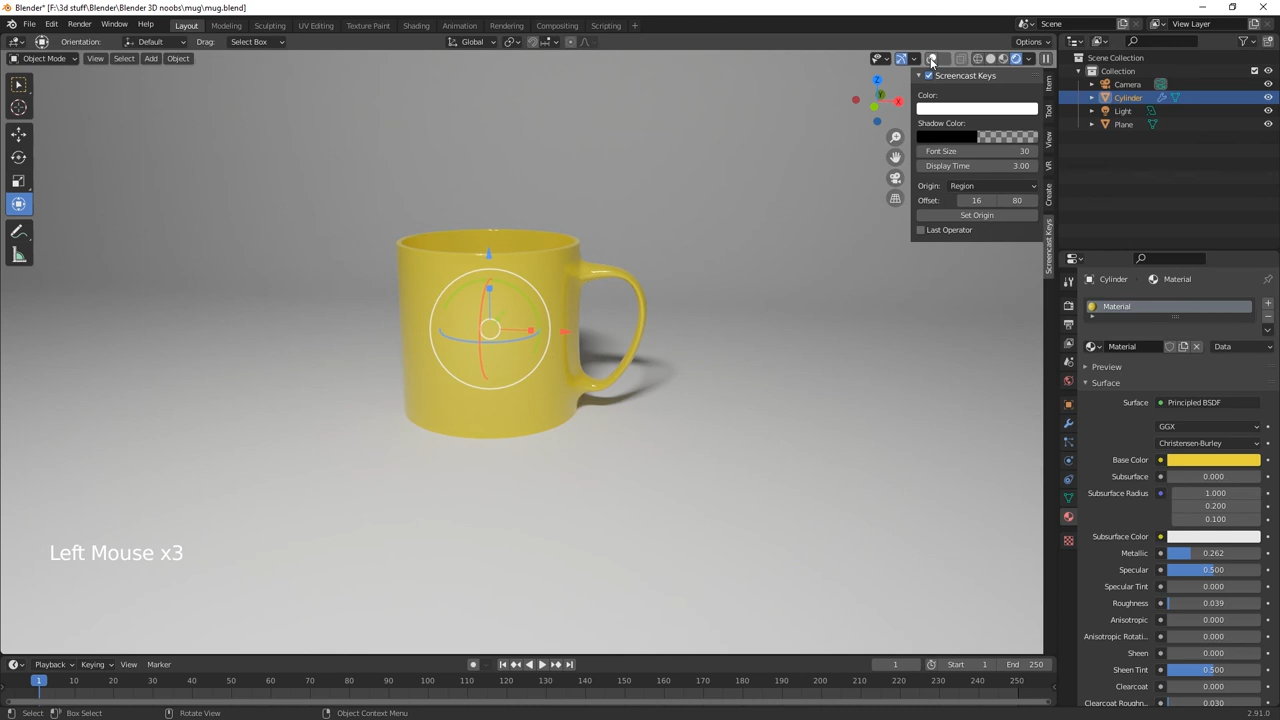 Blender* [F:\3d stuff\Blender\Blender 3D noobs\mug\mug.blend]
File Edit Render Window Help Layout Modeling Sculpting UV Editing Texture Paint Shading Animation Rendering Compositing Scripting + Scene View Layer
Orientation: Default Drag: Select Box Global Options
Object Mode View Select Add Object
Scene Collection
Collection
Camera
Cylinder
Light
Plane
Z
Y
X
Screencast Keys
Color:
Shadow Color:
Font Size 30
Display Time 3.00
Origin: Region
Offset: 16 80
Set Origin
Last Operator
Item
Tool
View
VR
Create
Screencast Keys
Cylinder Material
Material
Material Data
Preview
Surface
Surface Principled BSDF
GGX
Christensen-Burley
Base Color
Subsurface 0.000
Subsurface Radius 1.000
0.200
0.100
Subsurface Color
Metallic 0.262
Specular 0.500
Specular Tint 0.000
Roughness 0.039
Anisotropic 0.000
Anisotropic Rotati... 0.000
Sheen 0.000
Sheen Tint 0.500
Clearcoat 0.000
Clearcoat Roughn... 0.030
Left Mouse x3
Playback Keying View Marker 1 Start 1 End 250
1 10 20 30 40 50 60 70 80 90 100 110 120 130 140 150 160 170 180 190 200 210 220 230 240 250
Select Box Select Rotate View Object Context Menu 2.91.0